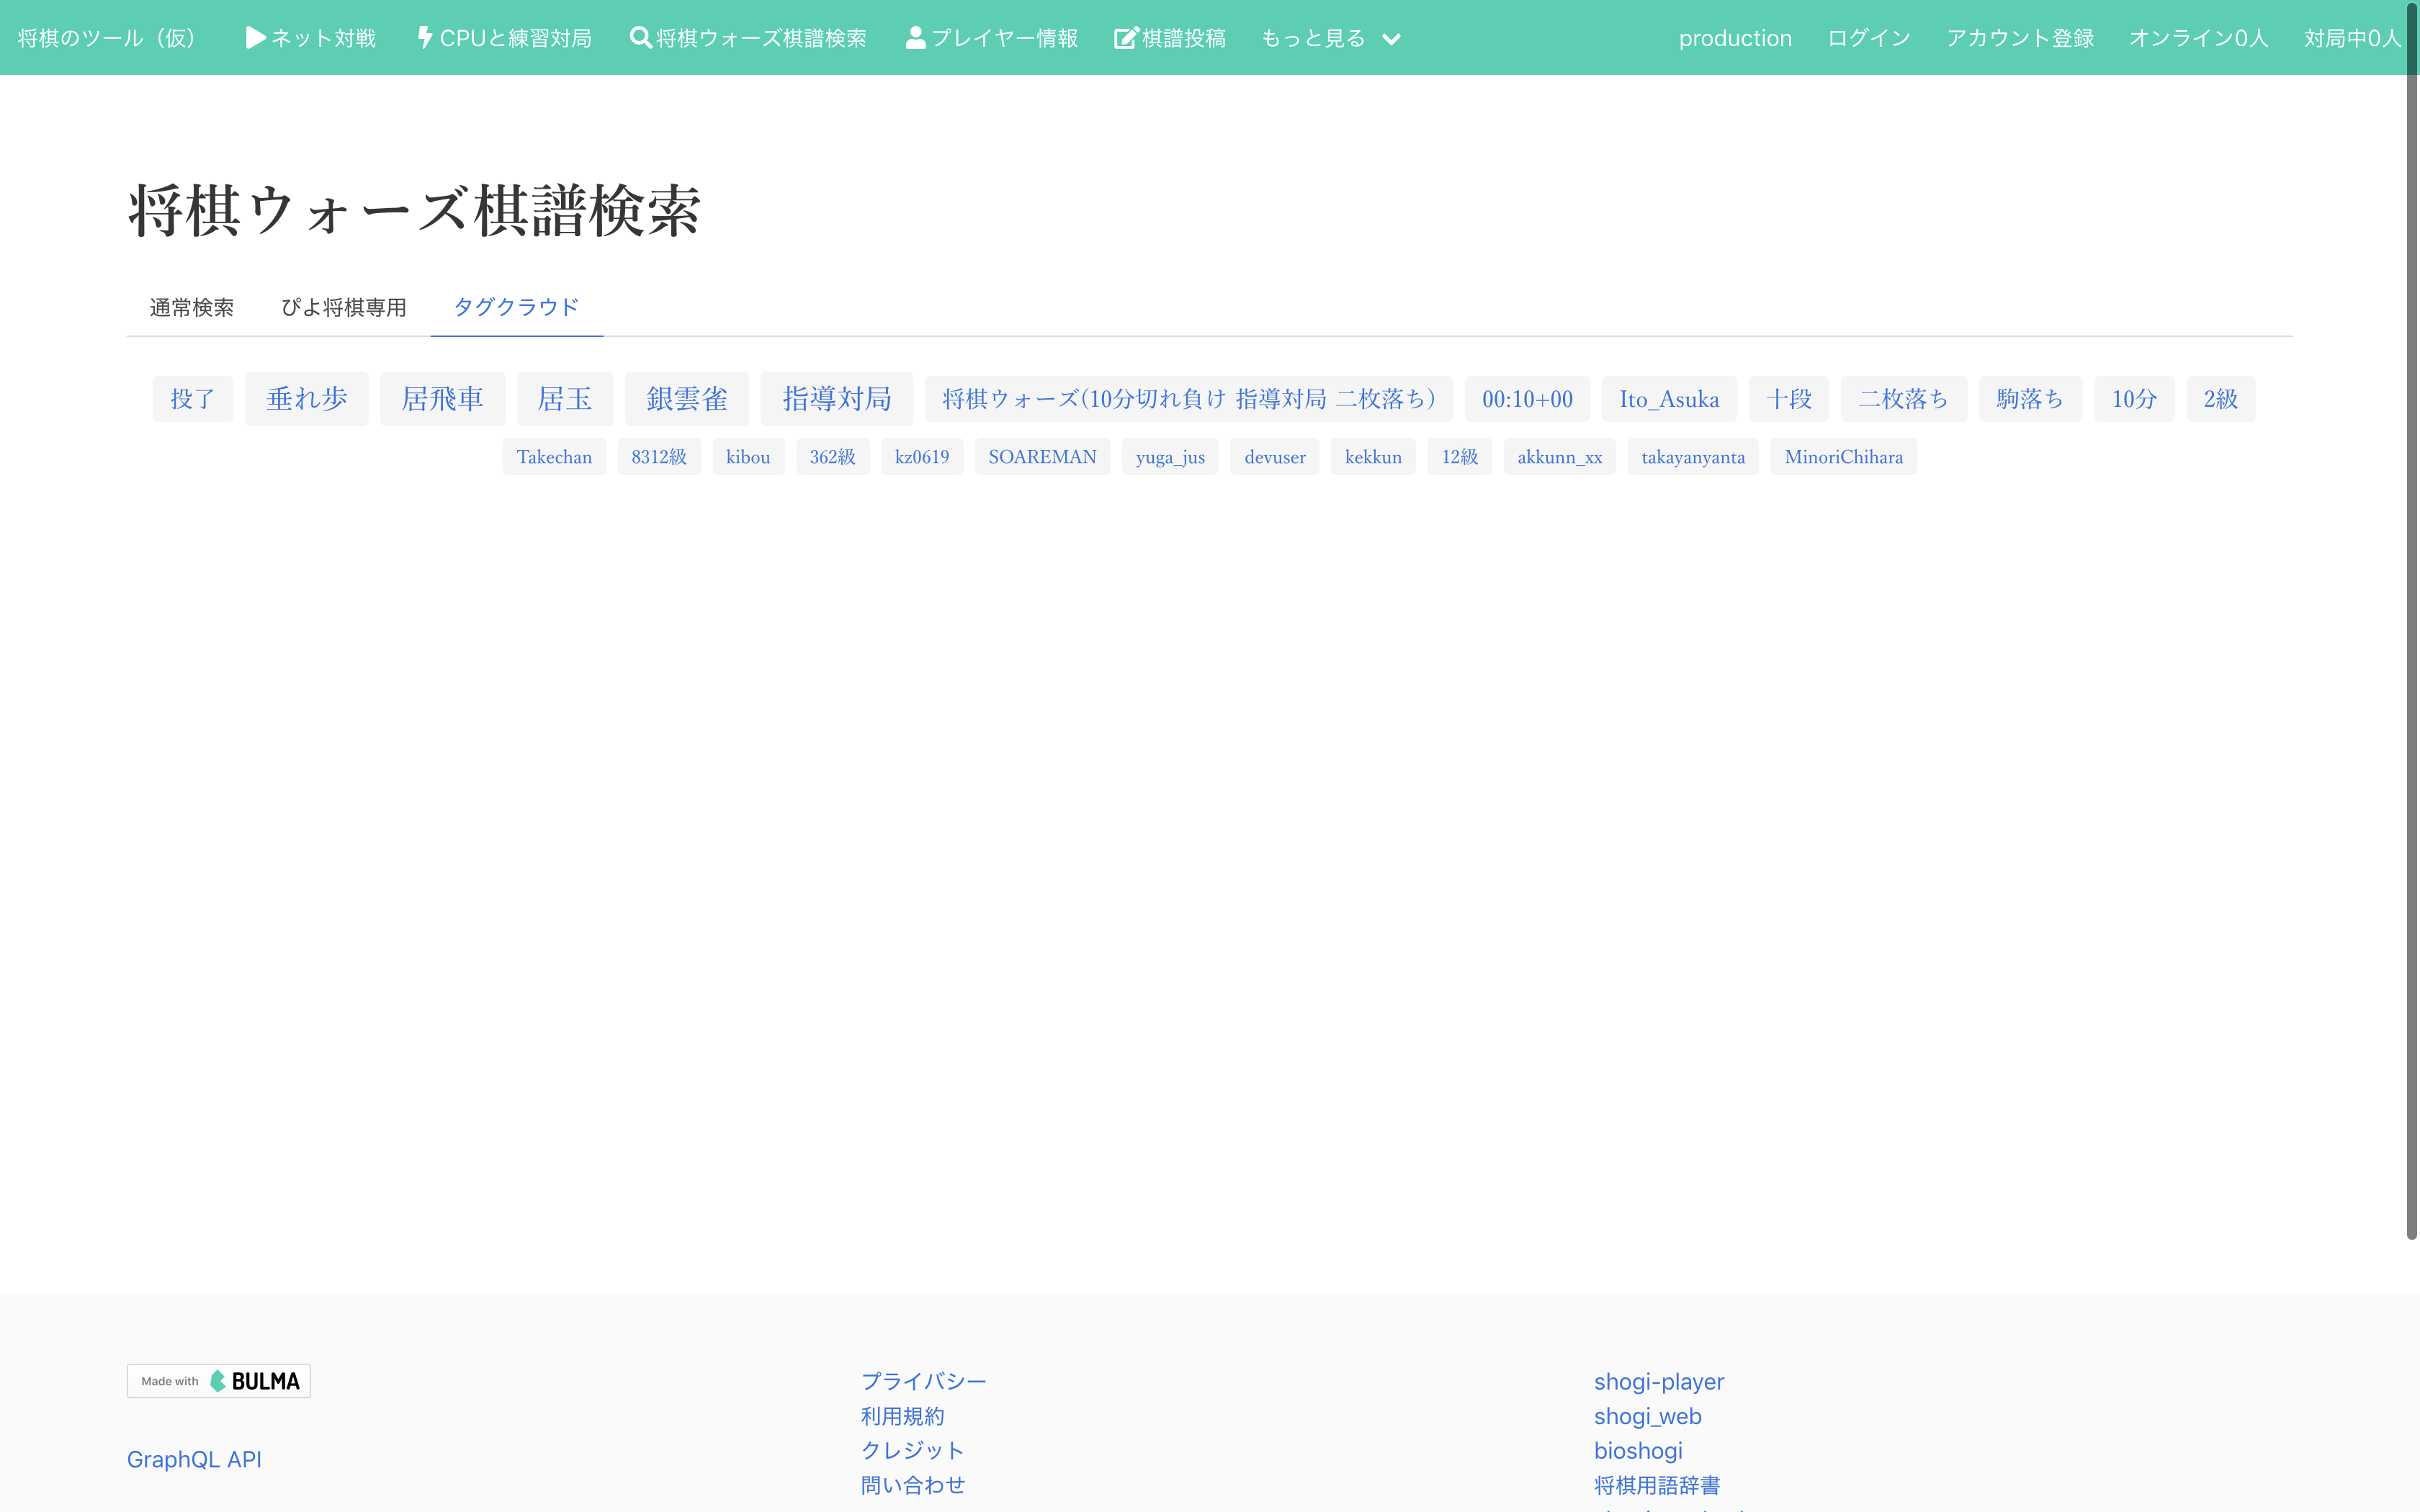 将棋のツール（仮） ネット対戦 CPUと練習対局 将棋ウォーズ棋譜検索 プレイヤー情報 棋譜投稿 もっと見る production ログイン アカウント登録 オンライン0人 対局中0人
将棋ウォーズ棋譜検索
通常検索 ぴよ将棋専用 タグクラウド
投了 垂れ歩 居飛車 居玉 銀雲雀 指導対局 将棋ウォーズ(10分切れ負け 指導対局 二枚落ち) 00:10+00 Ito_Asuka 十段 二枚落ち 駒落ち 10分 2級
Takechan 8312級 kibou 362級 kz0619 SOAREMAN yuga_jus devuser kekkun 12級 akkunn_xx takayanyanta MinoriChihara
Made with BULMA
GraphQL API
プライバシー
利用規約
クレジット
問い合わせ
shogi-player
shogi_web
bioshogi
将棋用語辞書